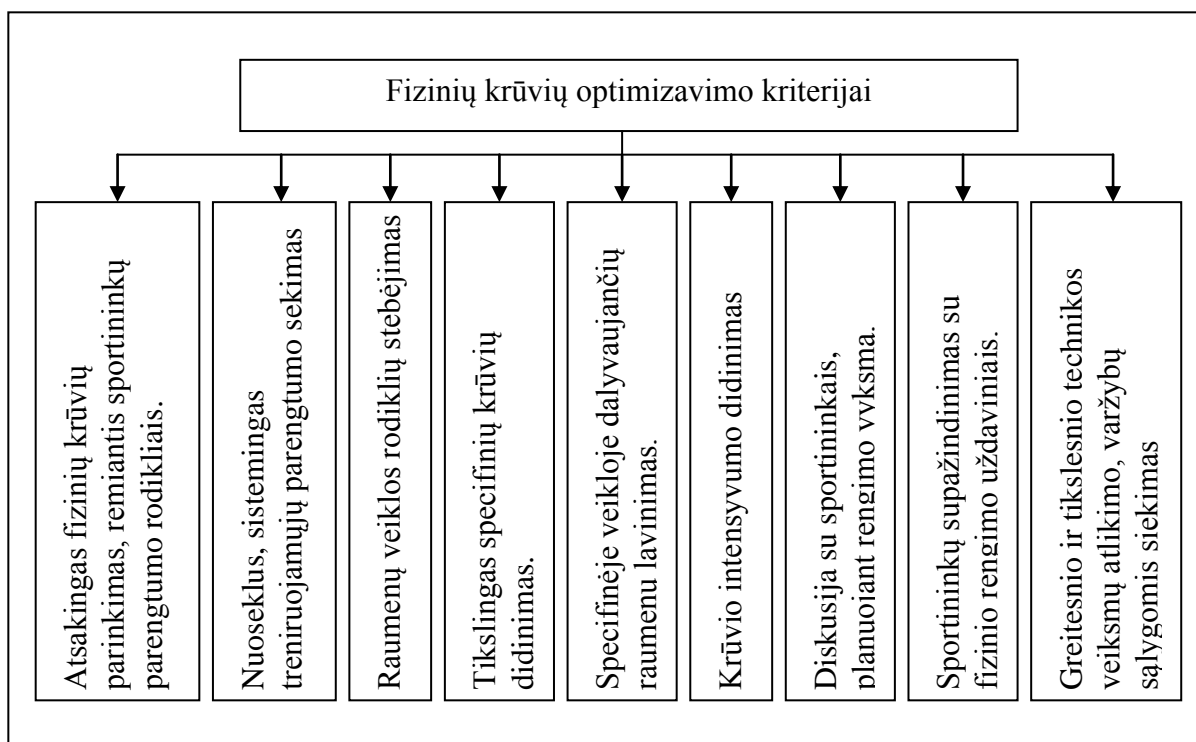 Fizinių krūvių optimizavimo kriterijai
Atsakingas fizinių krūvių
parinkimas, remiantis sportininkų
parengtumo rodikliais.
Nuoseklus, sistemingas
treniruojamųjų parengtumo sekimas
Raumenų veiklos rodiklių stebėjimas
Tikslingas specifinių krūvių
didinimas.
Specifinėje veikloje dalyvaujančių
raumenu lavinimas.
Krūvio intensyvumo didinimas
Diskusija su sportininkais,
planuojant rengimo vvksma.
Sportininkų supažindinimas su
fizinio rengimo uždaviniais.
Greitesnio ir tikslesnio technikos
veiksmų atlikimo, varžybų
sąlygomis siekimas